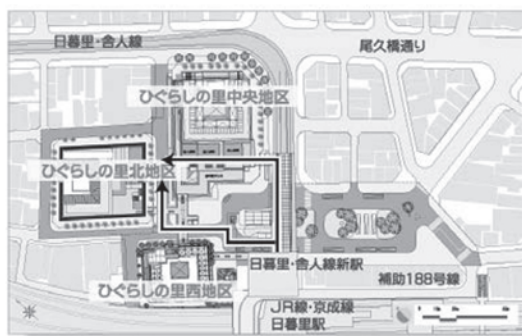 日暮里・舎人線
尾久橋通り
ひぐらしの里中央地区
ひぐらしの里北地区
日暮里・舎人線新駅
ひぐらしの里西地区
補助188号線
JR線・京成線
日暮里駅